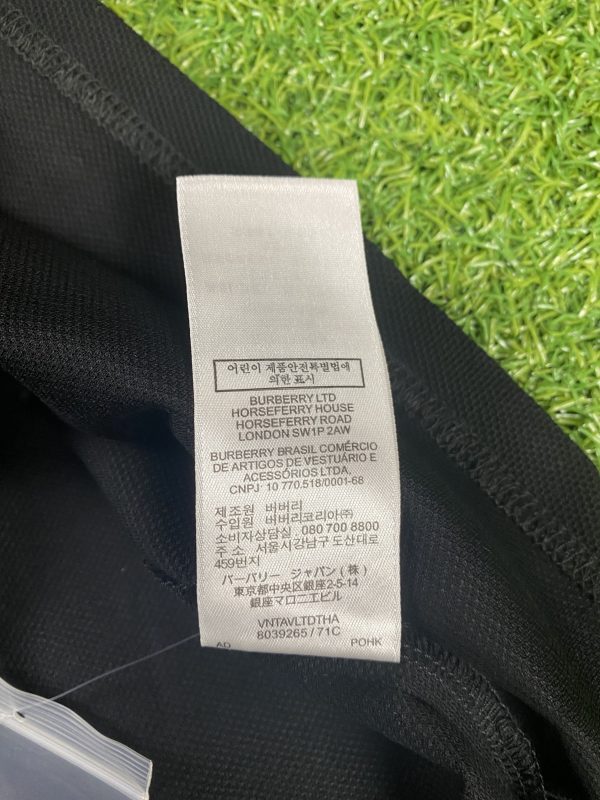 어린이 제품안전특별법에
의한 표시
BURBERRY LTD
HORSEFERRY HOUSE
HORSEFERRY ROAD
LONDON SW1P 2AW
BURBERRY BRASIL COMÉRCIO
DE ARTIGOS DE VESTUÁRIO E
ACESSÓRIOS LTDA.
CNPJ 10 770.518/0001-68
제조원 버버리
수입원 버버리코리아㈜
소비자상담실 080 700 8800
주 소 서울시강남구 도산대로
459번지
バーバリー ジャパン(株)
東京都中央区銀座2-5-14
銀座マロニエビル
VNTAVLTDTHA
8039265/71C
AD POHK